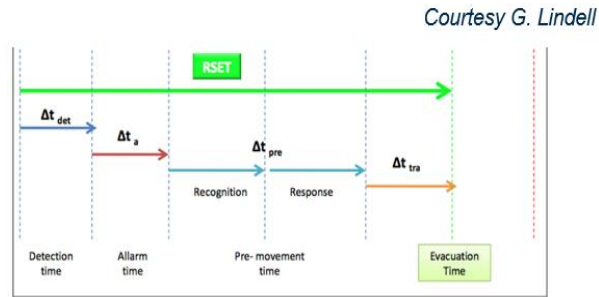 Courtesy G. Lindell
RSET
Δt det
Δt a
Δt pre
Δt tra
Recognition
Response
Detection
time
Allarm
time
Pre- movement
time
Evacuation
Time